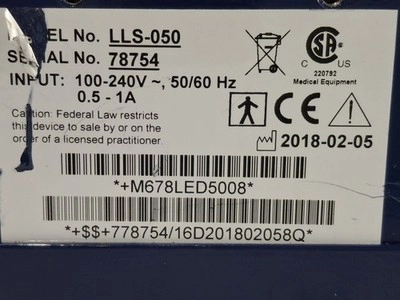 EL No. LLS-050
SERIAL No. 78754
INPUT: 100-240V ~, 50/60 Hz
0.5 - 1A
Caution: Federal Law restricts
this device to sale by or on the
order of a licensed practitioner.
CSA
C US
220792
Medical Equipment
CE
2018-02-05
*+M678LED5008*
*+$$+778754/16D201802058Q*